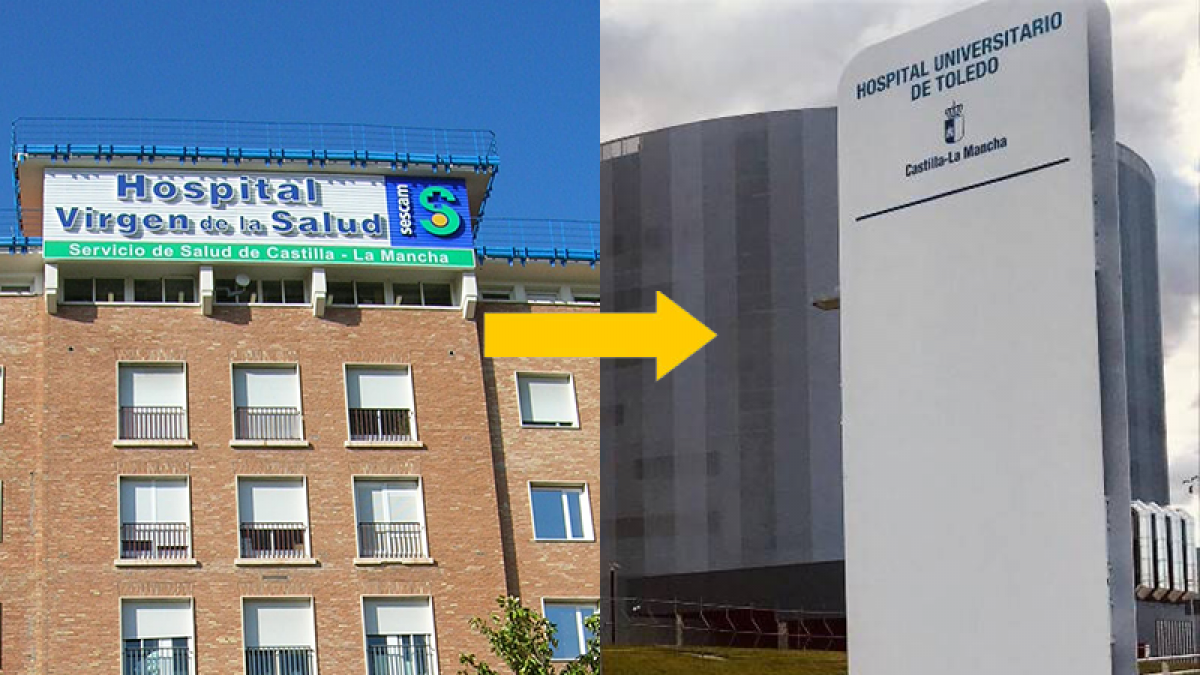 Hospital
Virgen de la Salud
sescam
Servicio de Salud de Castilla - La Mancha
HOSPITAL UNIVERSITARIO
DE TOLEDO
Castilla-La Mancha